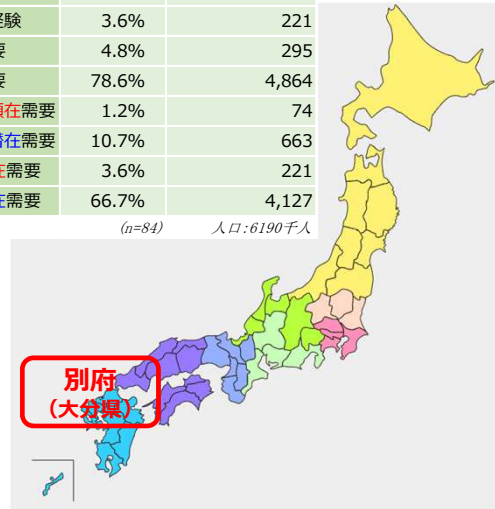 経験 3.6% 221
要 4.8% 295
要 78.6% 4,864
顕在需要 1.2% 74
潜在需要 10.7% 663
在需要 3.6% 221
在需要 66.7% 4,127
(n=84) 人口:6190千人
別府
(大分県)